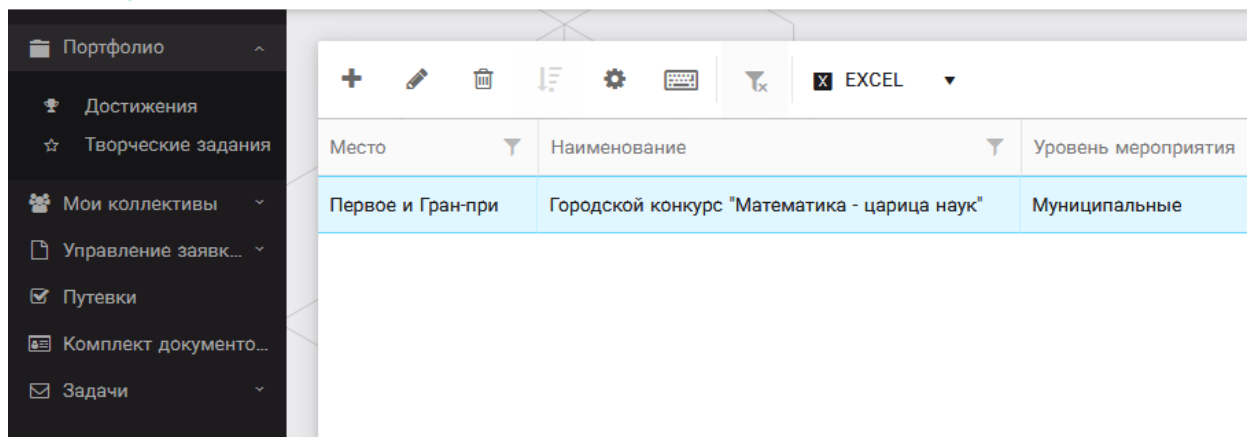 Портфолио
Достижения
Творческие задания
Мои коллективы
Управление заявк...
Путевки
Комплект документо...
Задачи
EXCEL
Место
Наименование
Уровень мероприятия
Первое и Гран-при
Городской конкурс "Математика - царица наук"
Муниципальные